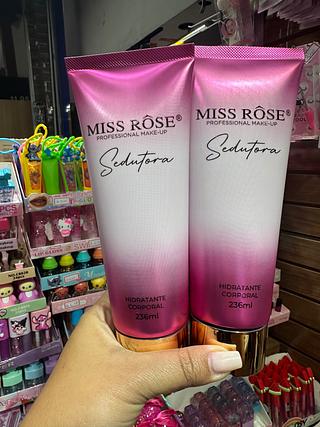 MISS RÔSE®
PROFESSIONAL MAKE-UP
Sedutora
HIDRATANTE
CORPORAL
236ml
MISS RÔSE®
PROFESSIONAL MAKE-UP
Sedutora
HIDRATANTE
CORPORAL
236ml